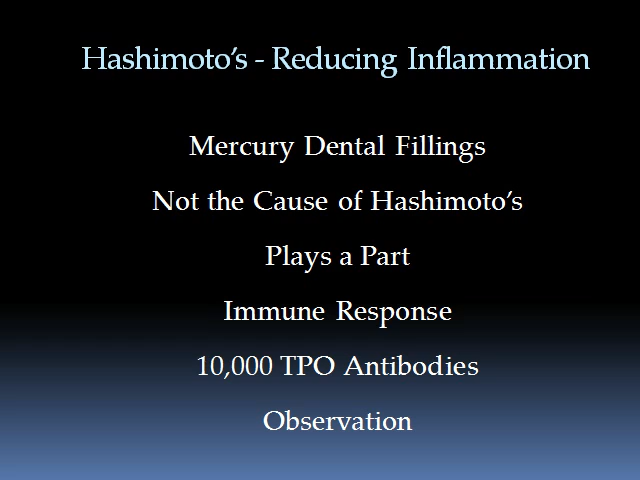 Hashimoto’s - Reducing Inflammation
Mercury Dental Fillings
Not the Cause of Hashimoto’s
Plays a Part
Immune Response
10,000 TPO Antibodies
Observation